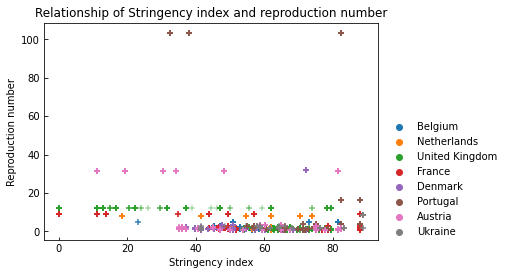 Relationship of Stringency index and reproduction number
100
80
60
40
20
0
Reproduction number
0 20 40 60 80
Stringency index
Belgium
Netherlands
United Kingdom
France
Denmark
Portugal
Austria
Ukraine